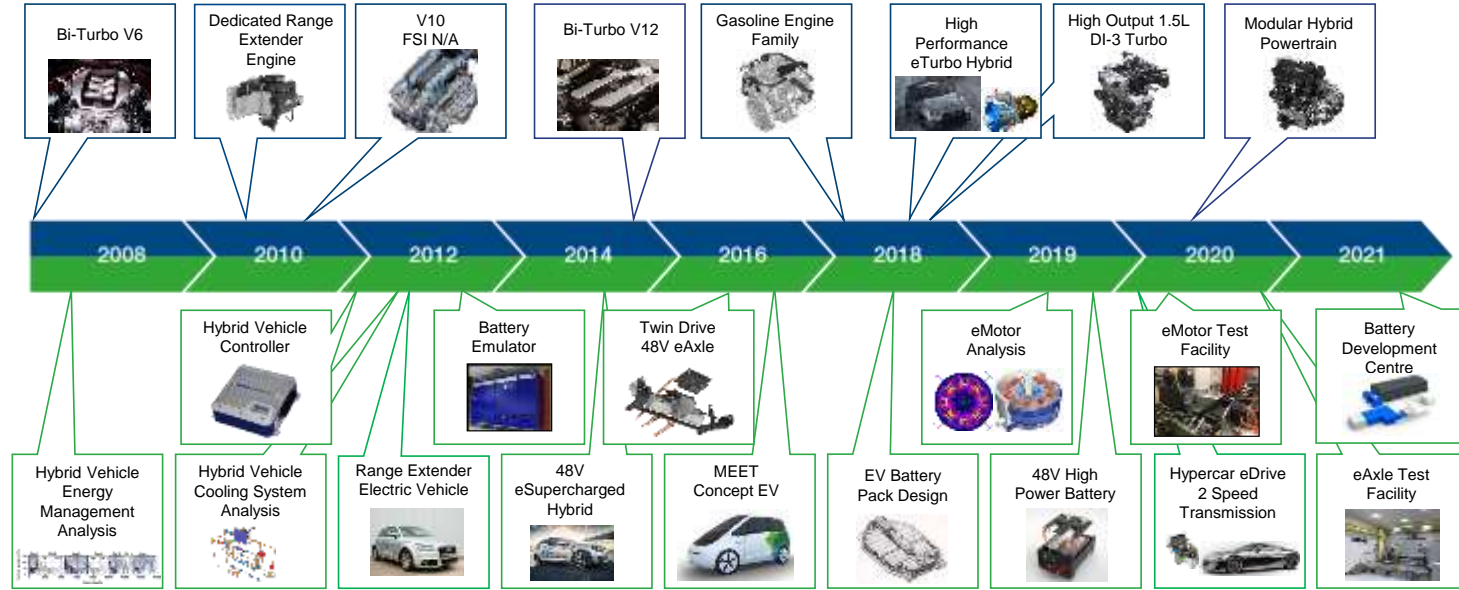 Bi-Turbo V6
Dedicated Range
Extender
Engine
V10
FSI N/A
Bi-Turbo V12
Gasoline Engine
Family
High
Performance
eTurbo Hybrid
High Output 1.5L
DI-3 Turbo
Modular Hybrid
Powertrain
2008
2010
2012
2014
2016
2018
2019
2020
2021
Hybrid Vehicle
Controller
Battery
Emulator
Twin Drive
48V eAxle
eMotor
Analysis
eMotor Test
Facility
Battery
Development
Centre
Hybrid Vehicle
Energy
Management
Analysis
Hybrid Vehicle
Cooling System
Analysis
Range Extender
Electric Vehicle
48V
eSupercharged
Hybrid
MEET
Concept EV
EV Battery
Pack Design
48V High
Power Battery
Hypercar eDrive
2 Speed
Transmission
eAxle Test
Facility